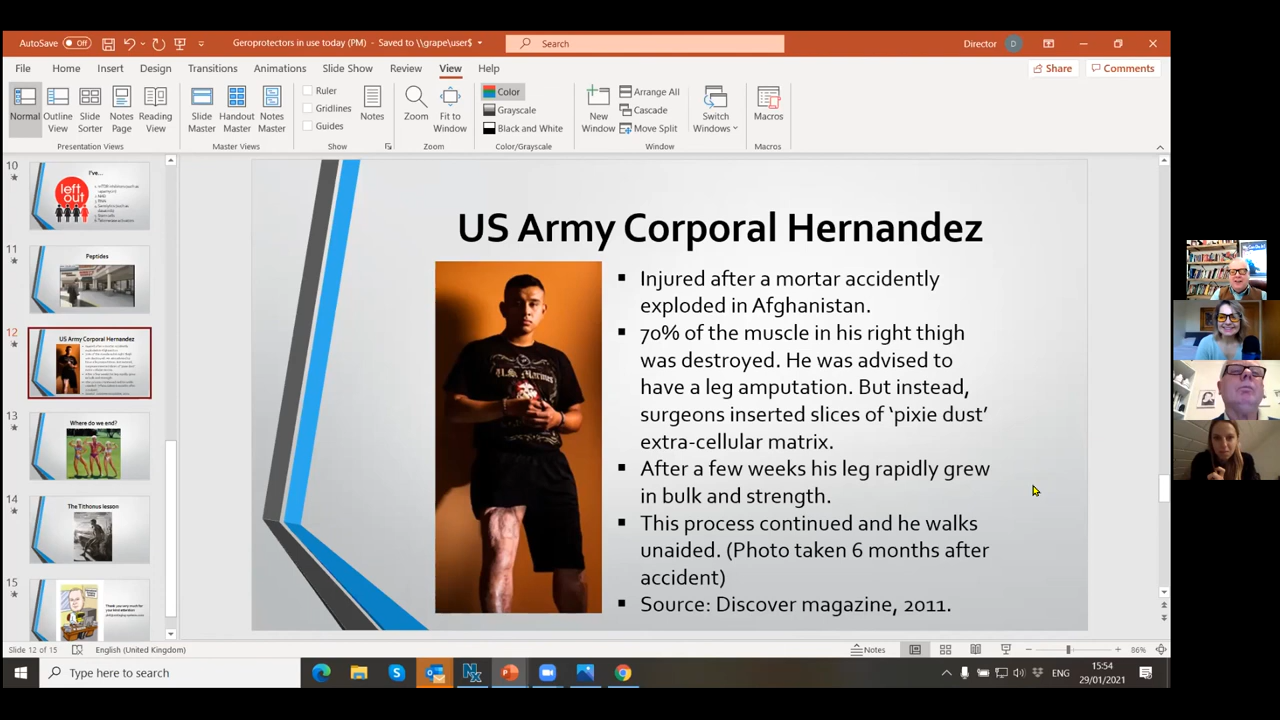 AutoSave Off
Geroprotectors in use today (PM) - Saved to \\grape\user$
Search
Director D
File Home Insert Design Transitions Animations Slide Show Review View Help
Share Comments
Normal
Outline View
Slide Sorter
Notes Page
Reading View
Presentation Views
Slide Master
Handout Master
Notes Master
Master Views
Ruler
Gridlines
Guides
Notes
Show
Zoom
Fit to Window
Zoom
Color
Grayscale
Black and White
Color/Grayscale
New Window
Arrange All
Cascade
Move Split
Switch Windows
Window
Macros
Macros
10
I've...
left out
11
Peptides
12
US Army Corporal Hernandez
13
Where do we end?
14
The Tithonus lesson
15
US Army Corporal Hernandez
Injured after a mortar accidently
exploded in Afghanistan.
70% of the muscle in his right thigh
was destroyed. He was advised to
have a leg amputation. But instead,
surgeons inserted slices of ‘pixie dust’
extra-cellular matrix.
After a few weeks his leg rapidly grew
in bulk and strength.
This process continued and he walks
unaided. (Photo taken 6 months after
accident)
Source: Discover magazine, 2011.
Slide 12 of 15 English (United Kingdom)
Notes
86%
Type here to search
ENG
15:54
29/01/2021